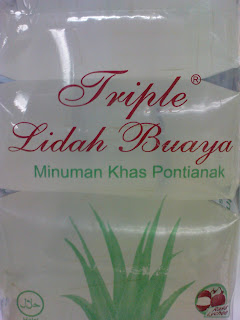 Triple ®
Lidah Buaya
Minuman Khas Pontianak